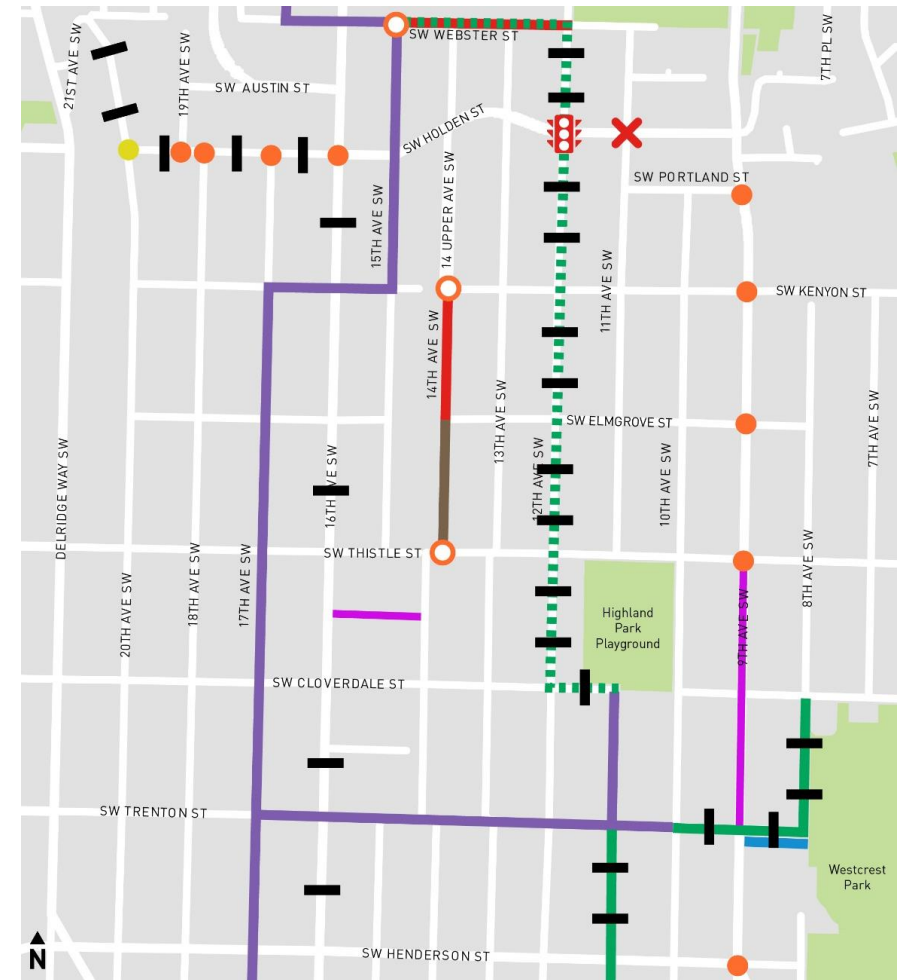 SW WEBSTER ST
21ST AVE SW
19TH AVE SW
7TH PL SW
SW AUSTIN ST
SW HOLDEN ST
SW PORTLAND ST
15TH AVE SW
14 UPPER AVE SW
11TH AVE SW
SW KENYON ST
14TH AVE SW
13TH AVE SW
SW ELMGROVE ST
7TH AVE SW
DELRIDGE WAY SW
16TH AVE SW
12TH AVE SW
10TH AVE SW
SW THISTLE ST
20TH AVE SW
18TH AVE SW
17TH AVE SW
8TH AVE SW
9TH AVE SW
Highland
Park
Playground
SW CLOVERDALE ST
SW TRENTON ST
Westcrest
Park
N
SW HENDERSON ST